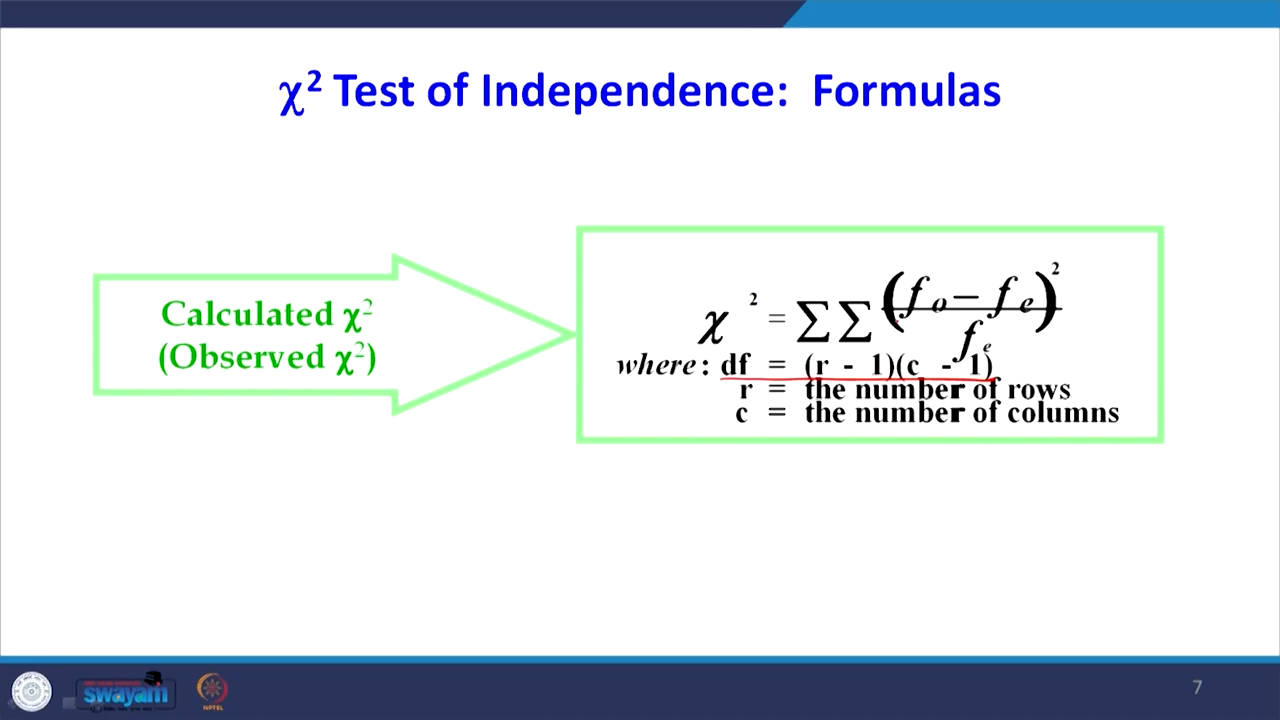 χ² Test of Independence: Formulas
Calculated χ²
(Observed χ²)
χ² = ΣΣ (fo − fe)² / fe
where: df = (r - 1)(c - 1)
r = the number of rows
c = the number of columns
swayam
NPTEL
7